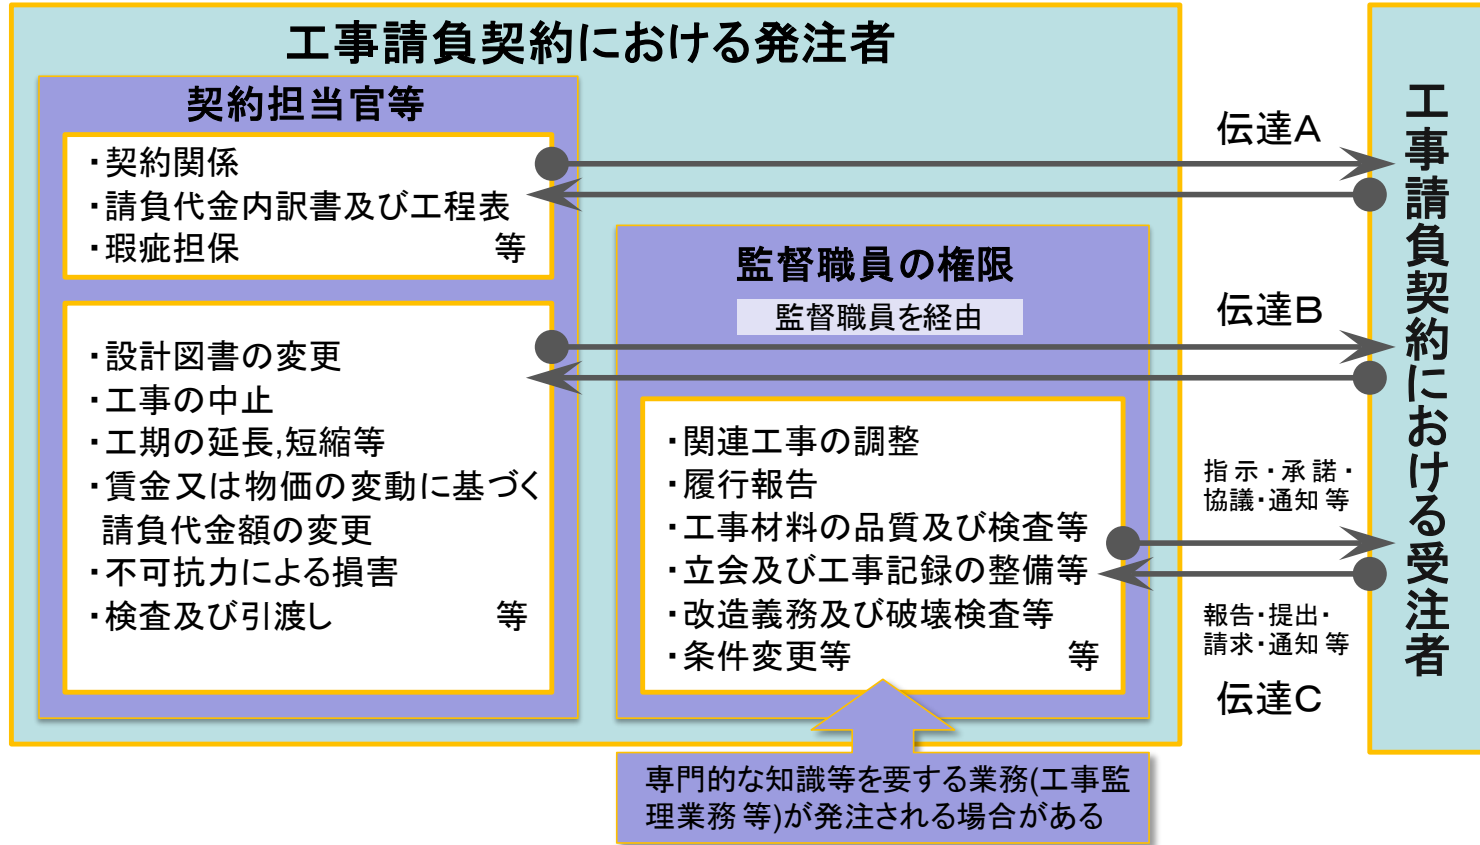 工事請負契約における発注者
契約担当官等
・契約関係
・請負代金内訳書及び工程表
・瑕疵担保　　　　　　等
・設計図書の変更
・工事の中止
・工期の延長,短縮等
・賃金又は物価の変動に基づく
請負代金額の変更
・不可抗力による損害
・検査及び引渡し　　　　等
監督職員の権限
監督職員を経由
・関連工事の調整
・履行報告
・工事材料の品質及び検査等
・立会及び工事記録の整備等
・改造義務及び破壊検査等
・条件変更等　　　　　等
専門的な知識等を要する業務(工事監
理業務 等)が発注される場合がある
伝達A
伝達B
指示・承諾・
協議・通知 等
報告・提出・
請求・通知 等
伝達C
工事請負契約における受注者